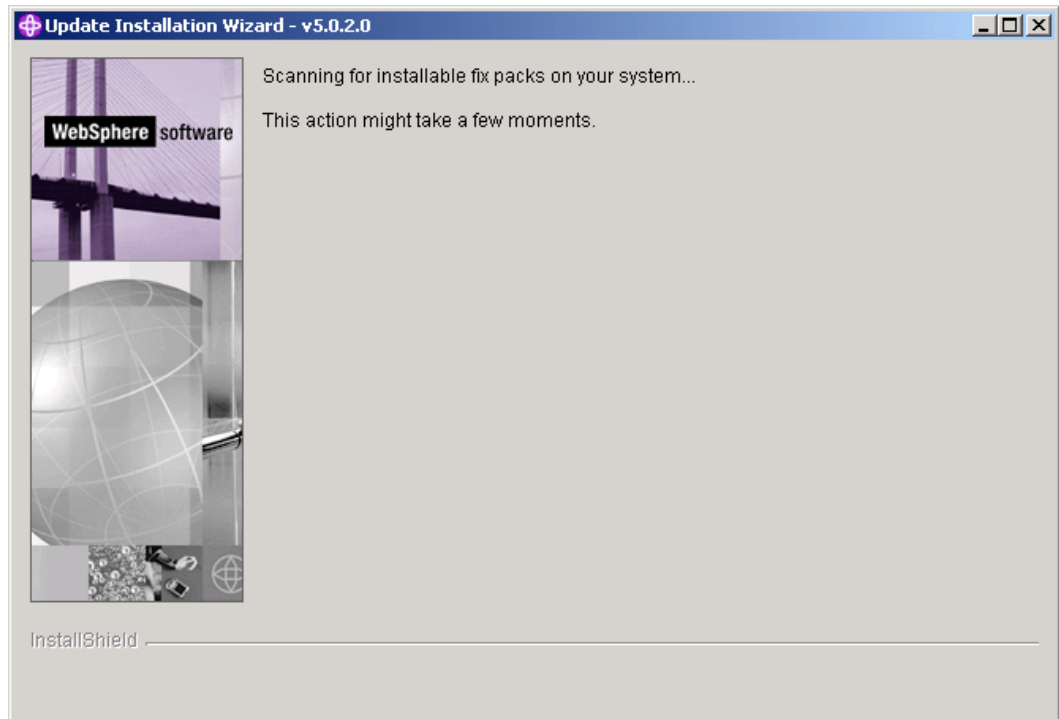 Update Installation Wizard - v5.0.2.0
Scanning for installable fix packs on your system...
This action might take a few moments.
WebSphere software
InstallShield